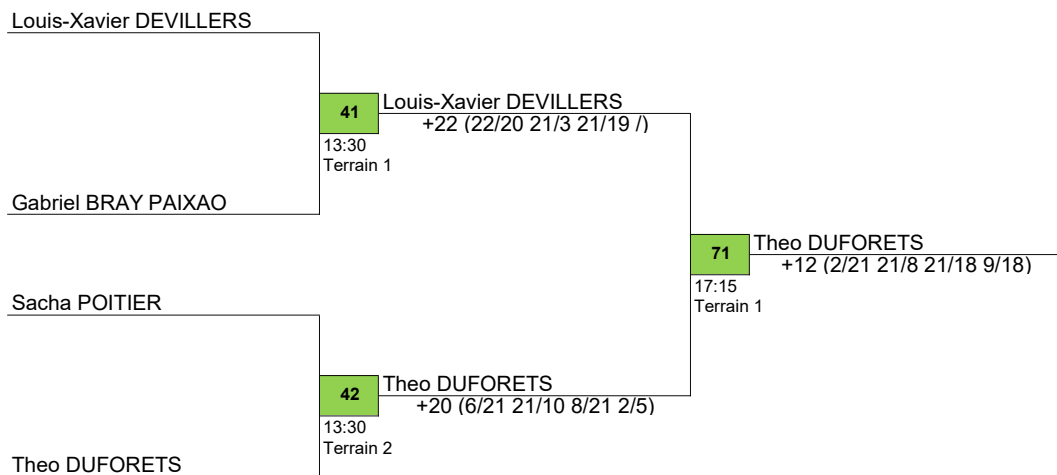 Louis-Xavier DEVILLERS
41
Louis-Xavier DEVILLERS
+22 (22/20 21/3 21/19 /)
13:30
Terrain 1
Gabriel BRAY PAIXAO
71
Theo DUFORETS
+12 (2/21 21/8 21/18 9/18)
17:15
Terrain 1
Sacha POITIER
42
Theo DUFORETS
+20 (6/21 21/10 8/21 2/5)
13:30
Terrain 2
Theo DUFORETS